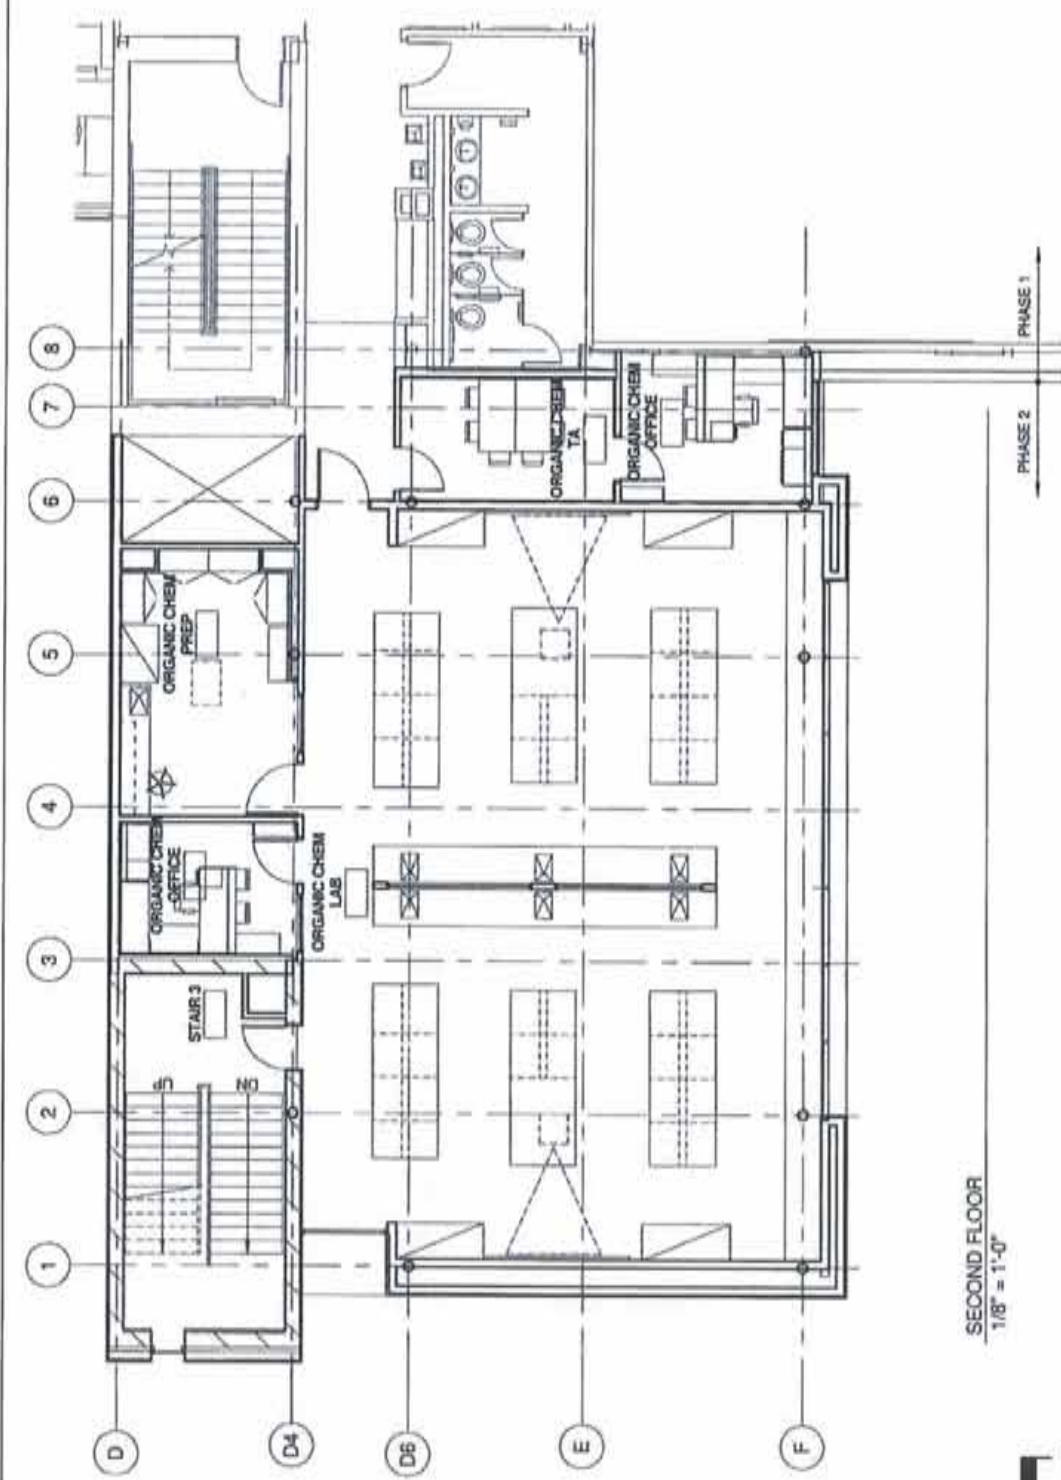 8
7
6
5
4
3
2
1
D
D4
D6
E
F
ORGANIC CHEM
PREP
ORGANIC CHEM
OFFICE
STAIR 3
UP
DN
ORGANIC CHEM
LAB
ORGANIC CHEM
TA
ORGANIC CHEM
OFFICE
PHASE 2
PHASE 1
SECOND FLOOR
1/8" = 1'-0"